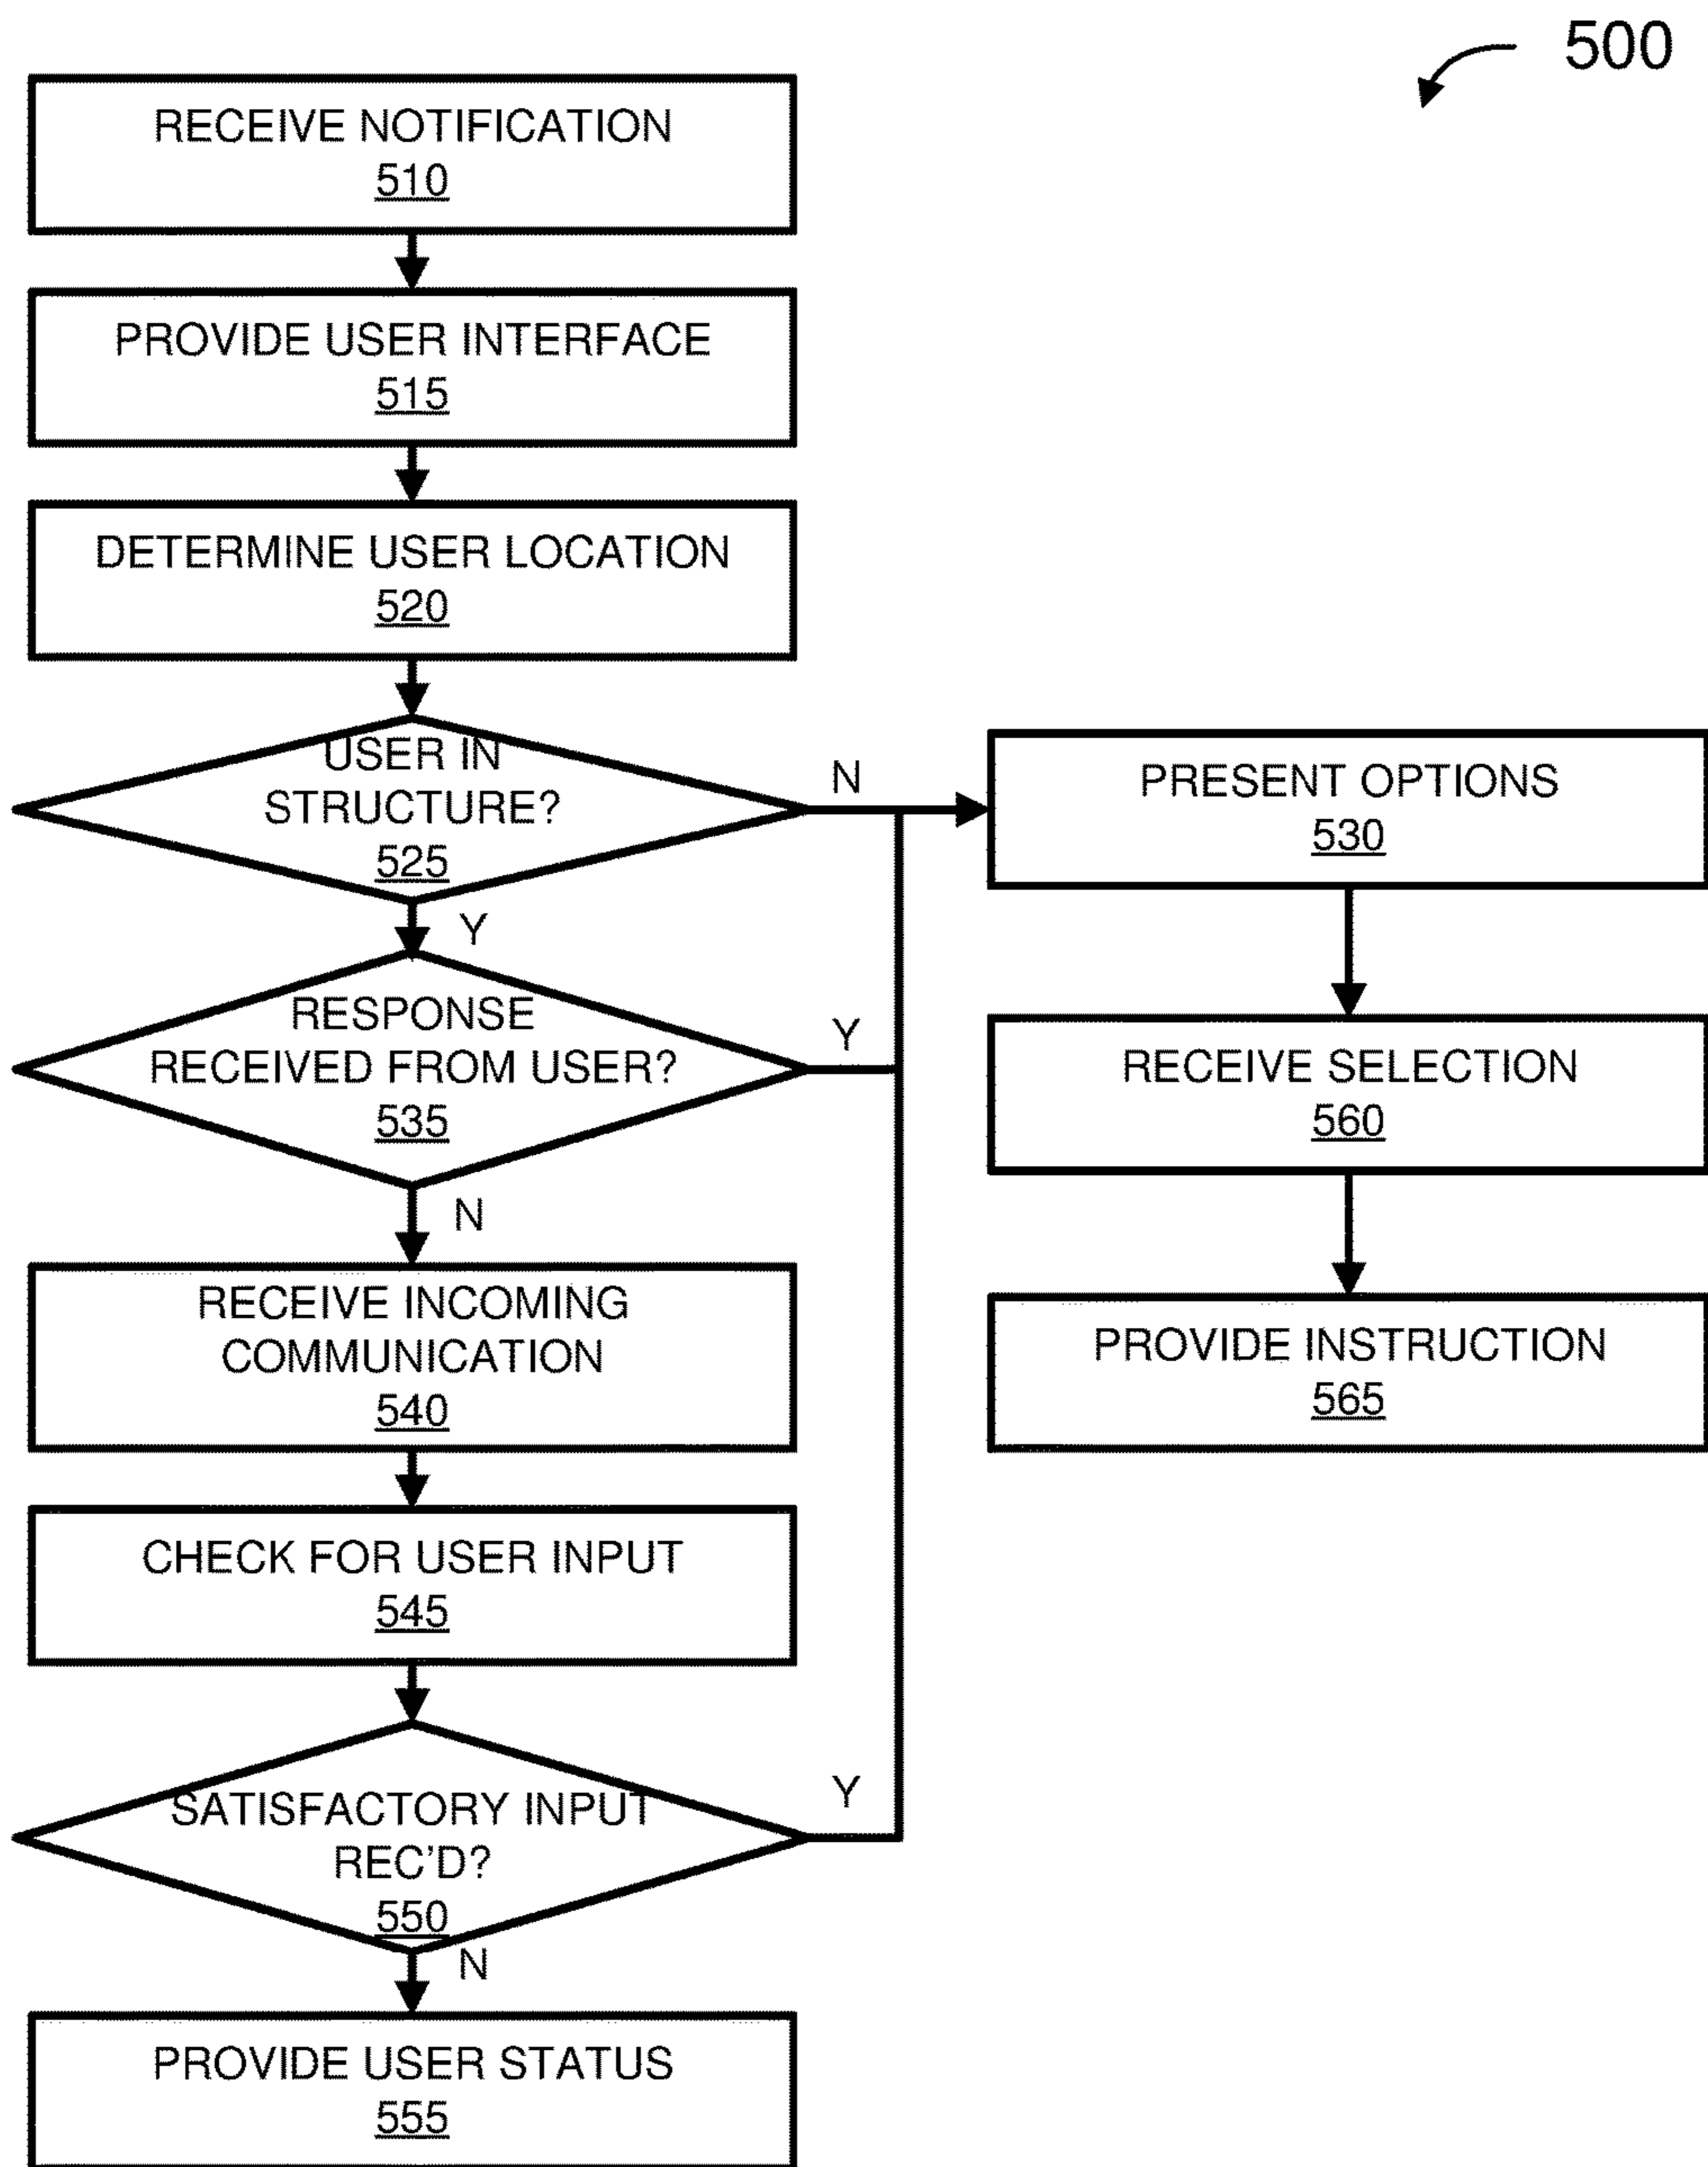 500
RECEIVE NOTIFICATION
510
PROVIDE USER INTERFACE
515
DETERMINE USER LOCATION
520
USER IN
STRUCTURE?
525
N
Y
PRESENT OPTIONS
530
RESPONSE
RECEIVED FROM USER?
535
Y
N
RECEIVE SELECTION
560
RECEIVE INCOMING
COMMUNICATION
540
PROVIDE INSTRUCTION
565
CHECK FOR USER INPUT
545
SATISFACTORY INPUT
REC'D?
550
Y
N
PROVIDE USER STATUS
555